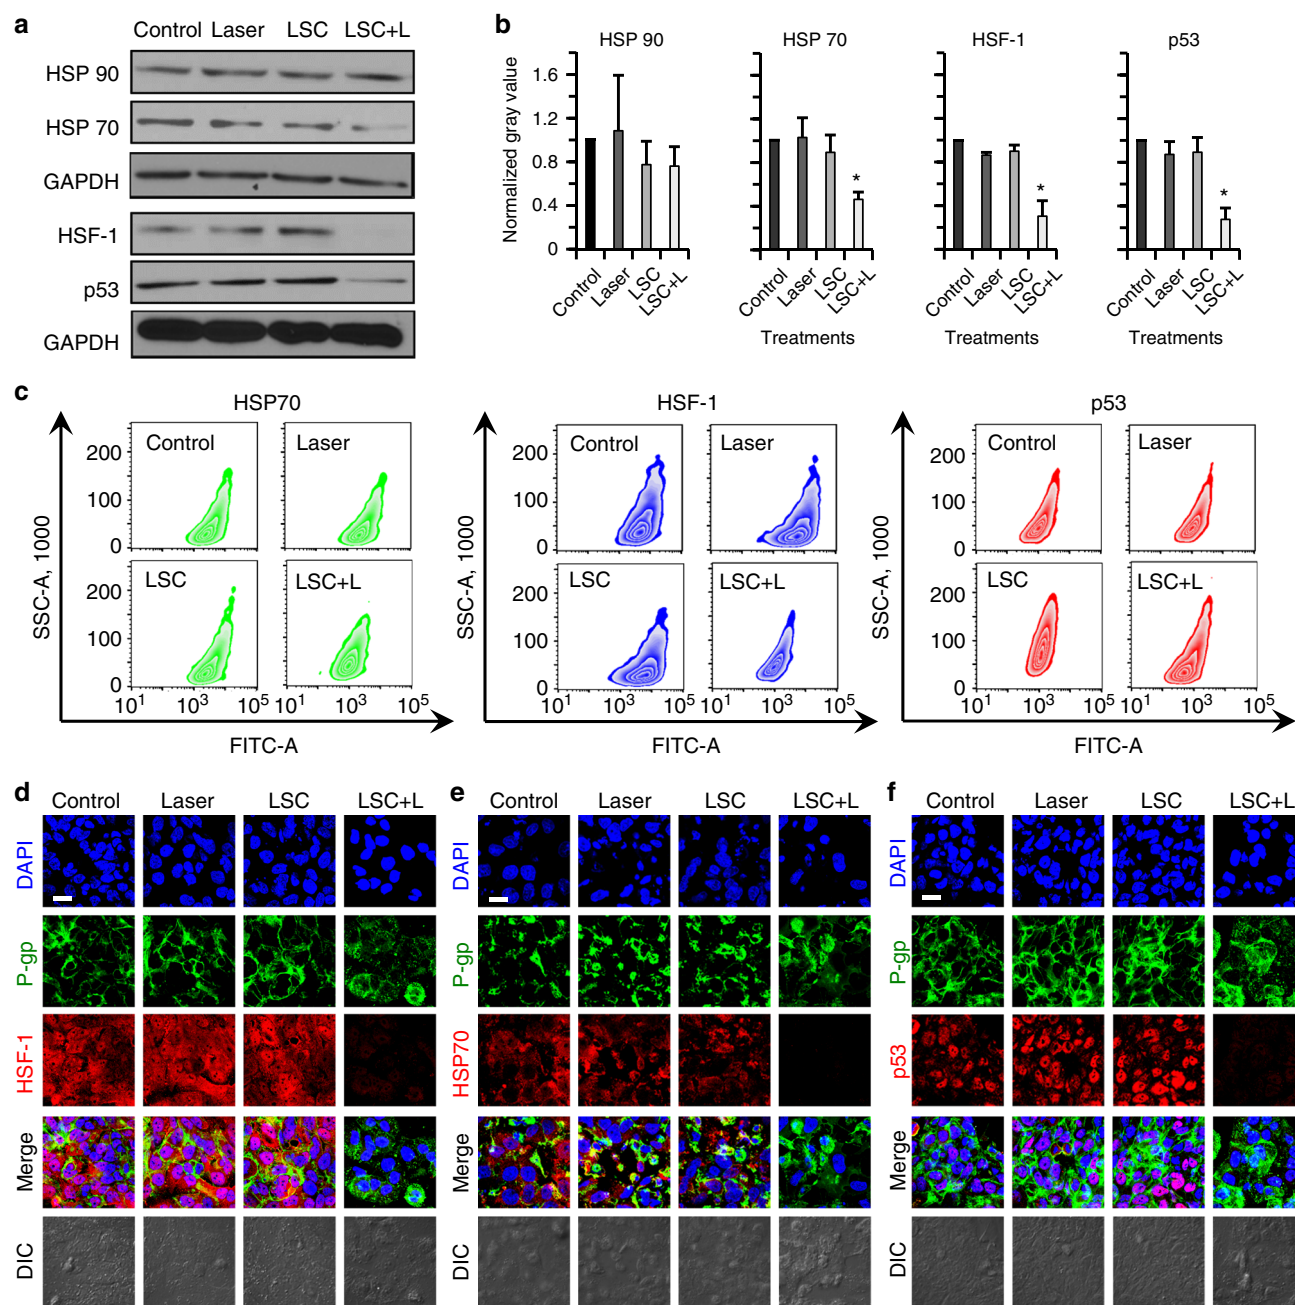 a
Control Laser LSC LSC+L
HSP 90
HSP 70
GAPDH
HSF-1
p53
GAPDH
b
HSP 90 HSP 70 HSF-1 p53
Normalized gray value
1.6
1.2
0.8
0.4
0
*
*
*
Control Laser LSC LSC+L
Control Laser LSC LSC+L
Control Laser LSC LSC+L
Control Laser LSC LSC+L
Treatments Treatments Treatments
c
HSP70
SSC-A, 1000
Control Laser
200
100
0
LSC LSC+L
200
100
0
10¹ 10³ 10⁵ 10¹ 10³ 10⁵
FITC-A
HSF-1
SSC-A, 1000
Control Laser
200
100
0
LSC LSC+L
200
100
0
10¹ 10³ 10⁵ 10¹ 10³ 10⁵
FITC-A
p53
SSC-A, 1000
Control Laser
200
100
0
LSC LSC+L
200
100
0
10¹ 10³ 10⁵ 10¹ 10³ 10⁵
FITC-A
d
Control Laser LSC LSC+L
DAPI
P-gp
HSF-1
Merge
DIC
e
Control Laser LSC LSC+L
DAPI
P-gp
HSP70
Merge
DIC
f
Control Laser LSC LSC+L
DAPI
P-gp
p53
Merge
DIC